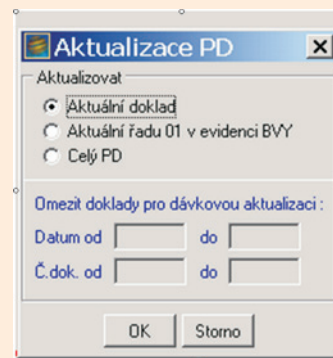 Aktualizace PD
Aktualizovat
Aktuální doklad
Aktuální řadu 01 v evidenci BVY
Celý PD
Omezit doklady pro dávkovou aktualizaci :
Datum od do
Č.dok. od do
OK Storno